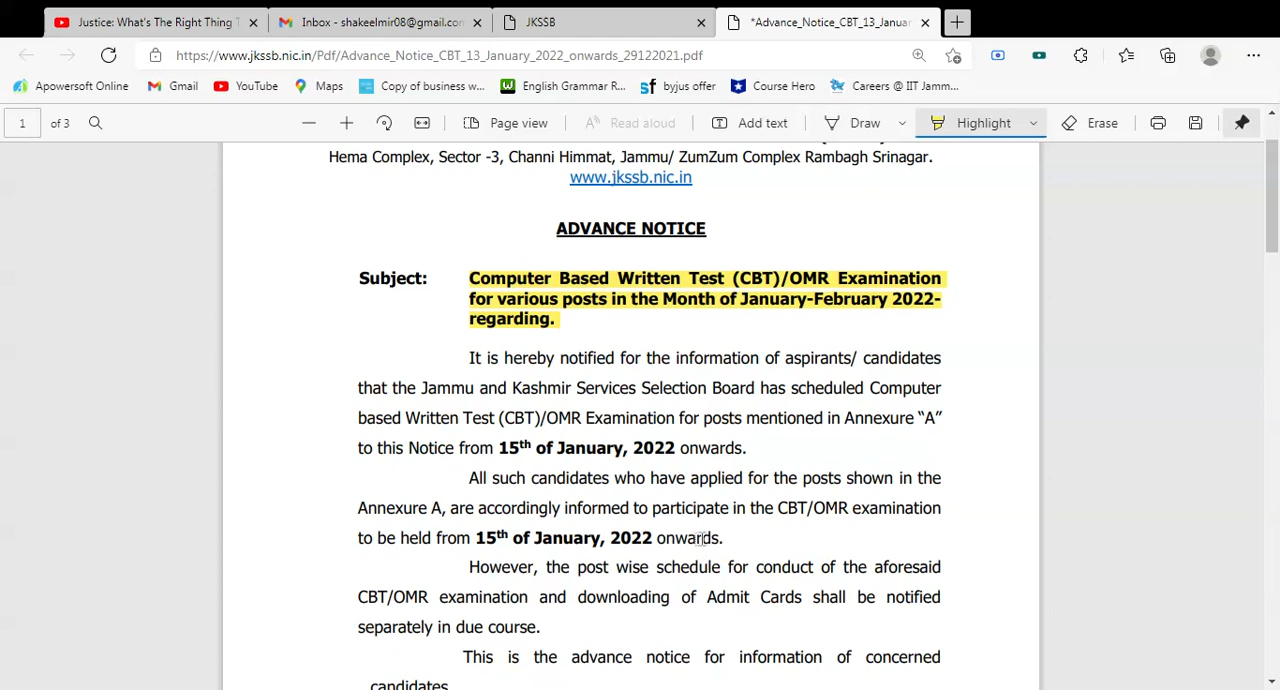 Justice: What's The Right Thing T
Inbox - shakeelmir08@gmail.com
JKSSB
*Advance_Notice_CBT_13_Januar
https://www.jkssb.nic.in/Pdf/Advance_Notice_CBT_13_January_2022_onwards_29122021.pdf
Apowersoft Online Gmail YouTube Maps Copy of business w... English Grammar R... byjus offer Course Hero Careers @ IIT Jamm...
1 of 3 Page view Read aloud Add text Draw Highlight Erase
Hema Complex, Sector -3, Channi Himmat, Jammu/ ZumZum Complex Rambagh Srinagar.
www.jkssb.nic.in
ADVANCE NOTICE
Subject: Computer Based Written Test (CBT)/OMR Examination
for various posts in the Month of January-February 2022-
regarding.
It is hereby notified for the information of aspirants/ candidates
that the Jammu and Kashmir Services Selection Board has scheduled Computer
based Written Test (CBT)/OMR Examination for posts mentioned in Annexure “A”
to this Notice from 15th of January, 2022 onwards.
All such candidates who have applied for the posts shown in the
Annexure A, are accordingly informed to participate in the CBT/OMR examination
to be held from 15th of January, 2022 onwards.
However, the post wise schedule for conduct of the aforesaid
CBT/OMR examination and downloading of Admit Cards shall be notified
separately in due course.
This is the advance notice for information of concerned
candidates